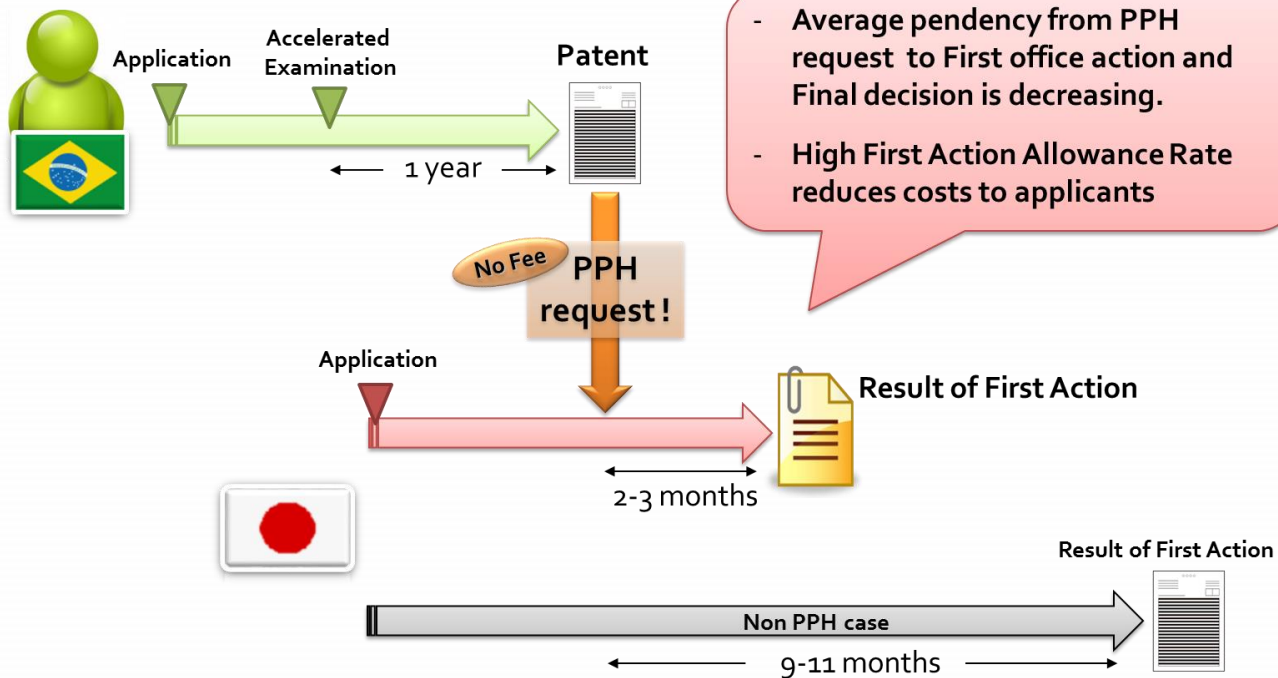 - Average pendency from PPH
request to First office action and
Final decision is decreasing.
- High First Action Allowance Rate
reduces costs to applicants
Application
Accelerated
Examination
Patent
1 year
No Fee
PPH
request !
Application
Result of First Action
2-3 months
Result of First Action
Non PPH case
9-11 months